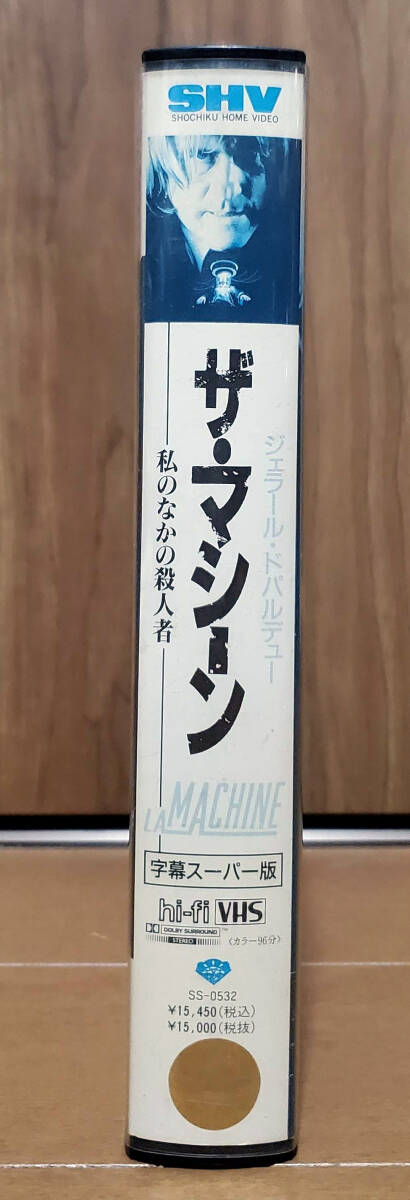 SHV
SHOCHIKU HOME VIDEO
ジェラール・ドパルデュー
ザ・マシーン
私のなかの殺人者
LA MACHINE
字幕スーパー版
hi-fi VHS
DOLBY SURROUND™
STEREO
〈カラー96分〉
SS-0532
¥15,450(税込)
¥15,000(税抜)